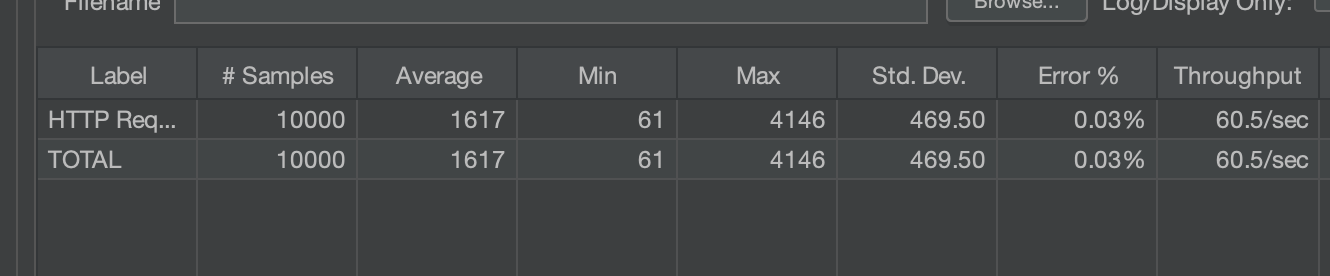 Filename Browse... Log/Display Only:
Label # Samples Average Min Max Std. Dev. Error % Throughput
HTTP Req... 10000 1617 61 4146 469.50 0.03% 60.5/sec
TOTAL 10000 1617 61 4146 469.50 0.03% 60.5/sec